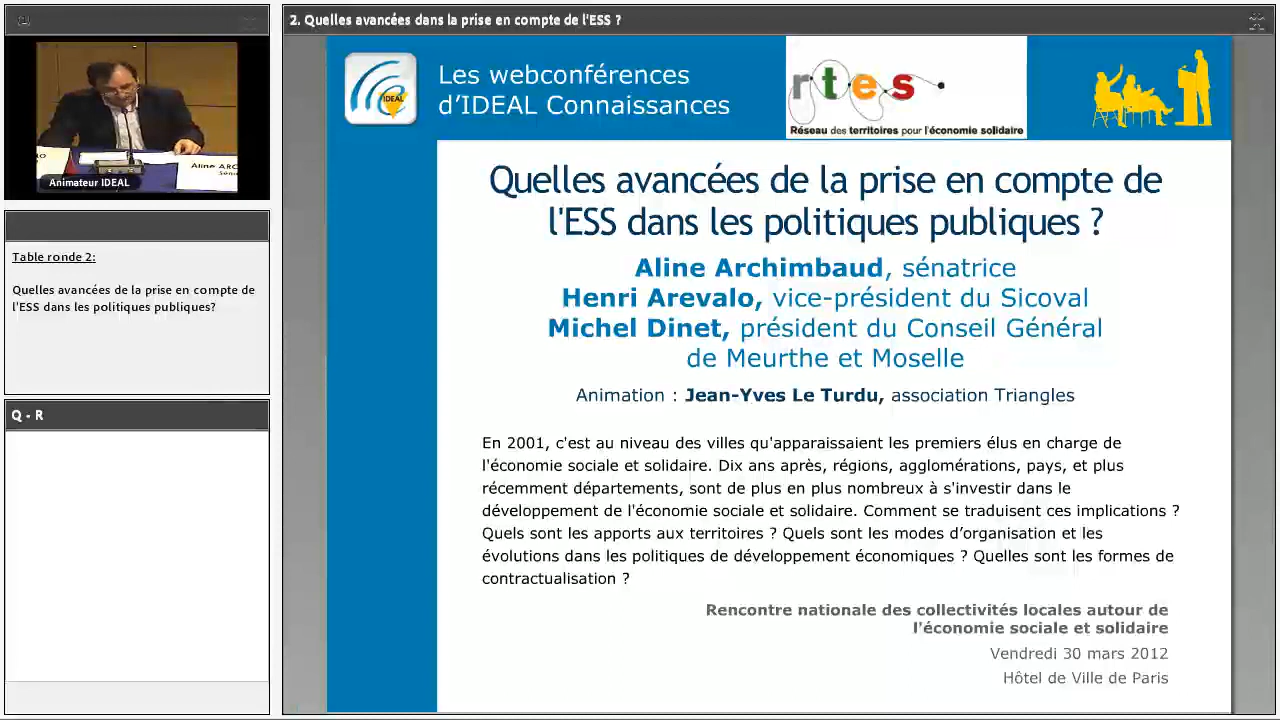 2. Quelles avancées dans la prise en compte de l'ESS ?
Aline ARC
Animateur IDEAL
Table ronde 2:
Quelles avancées de la prise en compte de
l'ESS dans les politiques publiques?
Q - R
IDEAL
Les webconférences
d’IDEAL Connaissances
rtes
Réseau des territoires pour l'économie solidaire
Quelles avancées de la prise en compte de
l'ESS dans les politiques publiques ?
Aline Archimbaud, sénatrice
Henri Arevalo, vice-président du Sicoval
Michel Dinet, président du Conseil Général
de Meurthe et Moselle
Animation : Jean-Yves Le Turdu, association Triangles
En 2001, c'est au niveau des villes qu'apparaissaient les premiers élus en charge de
l'économie sociale et solidaire. Dix ans après, régions, agglomérations, pays, et plus
récemment départements, sont de plus en plus nombreux à s'investir dans le
développement de l'économie sociale et solidaire. Comment se traduisent ces implications ?
Quels sont les apports aux territoires ? Quels sont les modes d’organisation et les
évolutions dans les politiques de développement économiques ? Quelles sont les formes de
contractualisation ?
Rencontre nationale des collectivités locales autour de
l'économie sociale et solidaire
Vendredi 30 mars 2012
Hôtel de Ville de Paris